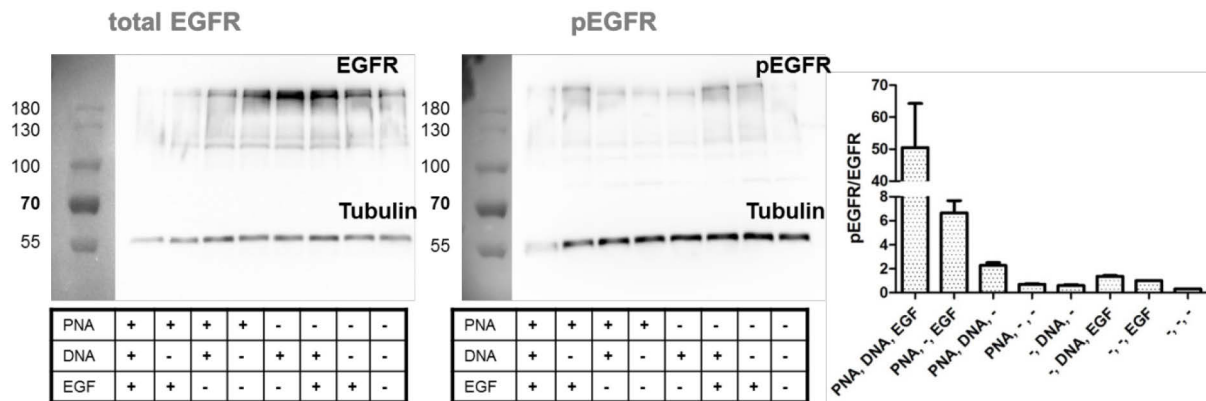 total EGFR
EGFR
180
130
100
70
55
Tubulin
PNA + + + + - - - -
DNA + - + - + + - -
EGF + + - - - + + -
pEGFR
pEGFR
180
130
100
70
55
Tubulin
PNA + + + + - - - -
DNA + - + - + + - -
EGF + + - - - + + -
pEGFR/EGFR
70
60
50
40
8
6
4
2
0
PNA, DNA, EGF
PNA, -, EGF
PNA, DNA, -
PNA, -, -
-, DNA, -
-, DNA, EGF
-, -, EGF
-, -, -